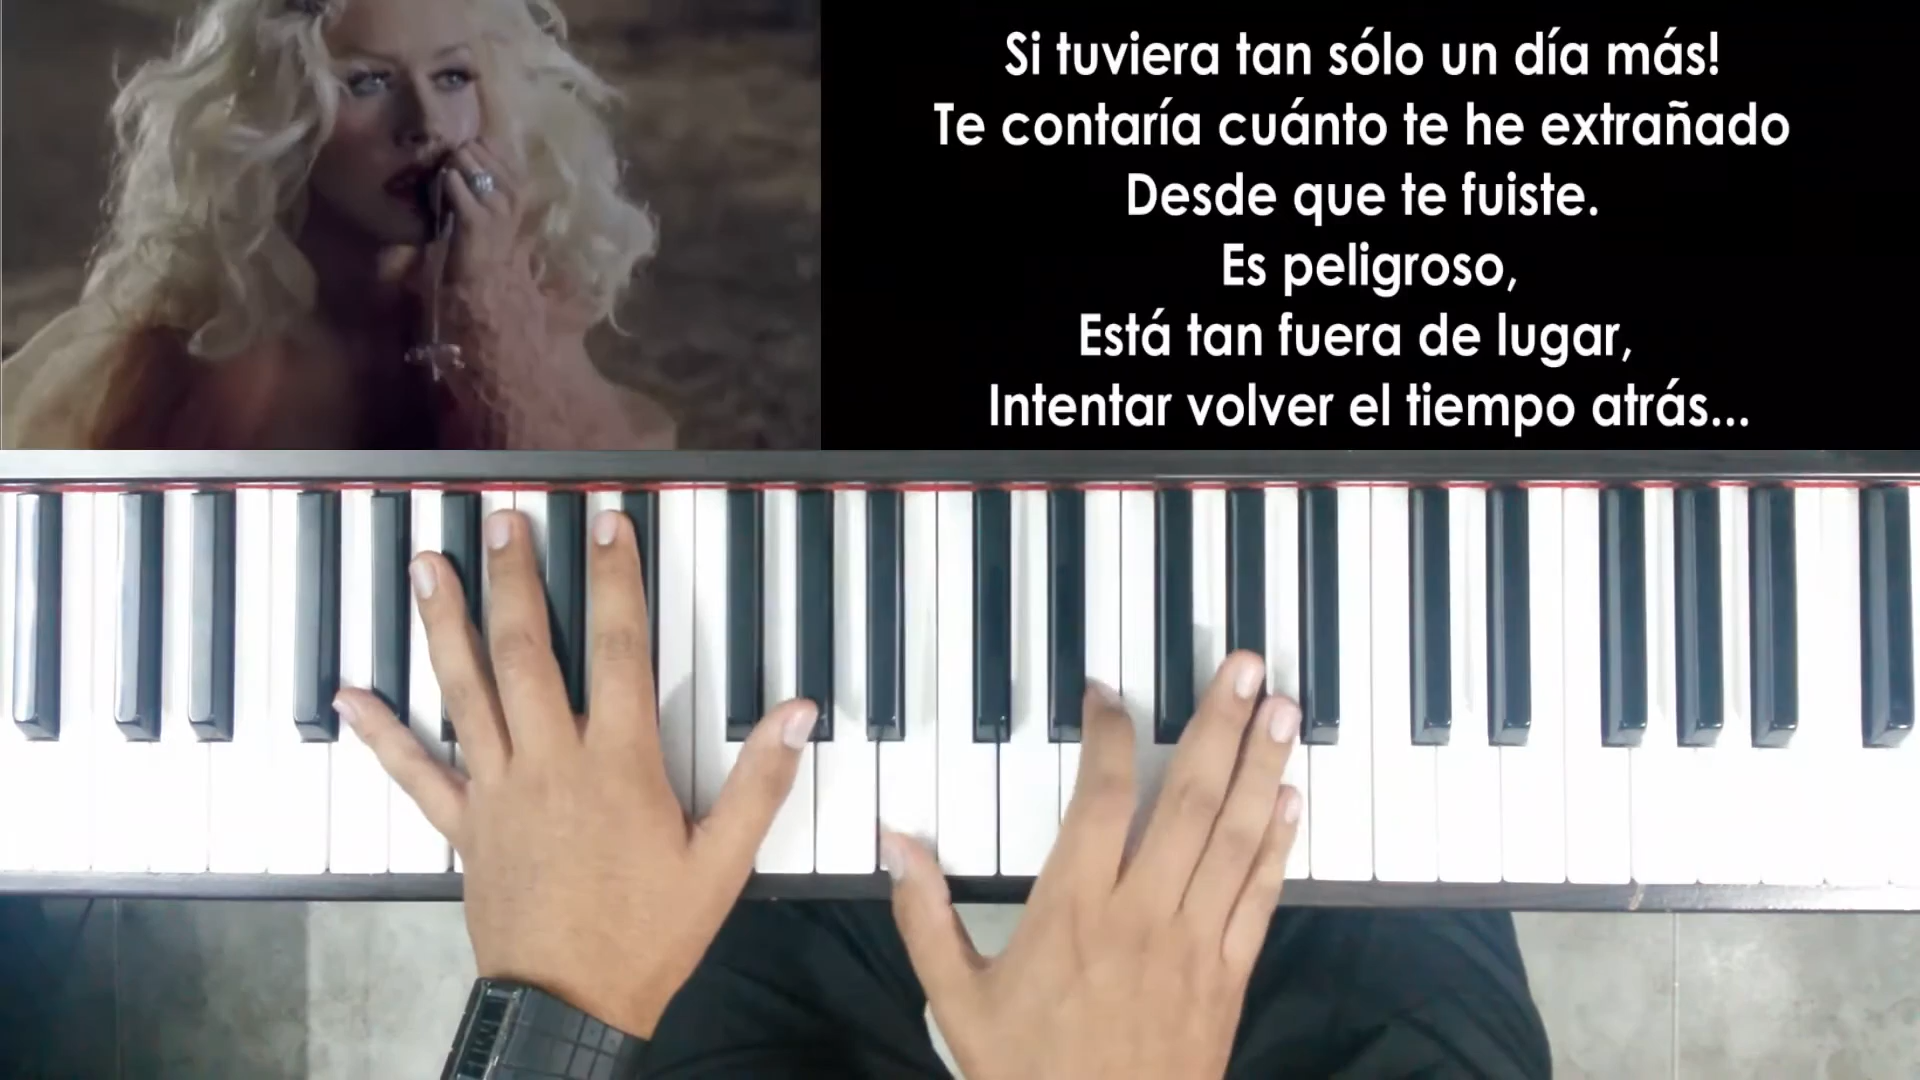 Si tuviera tan sólo un día más!
Te contaría cuánto te he extrañado
Desde que te fuiste.
Es peligroso,
Está tan fuera de lugar,
Intentar volver el tiempo atrás...